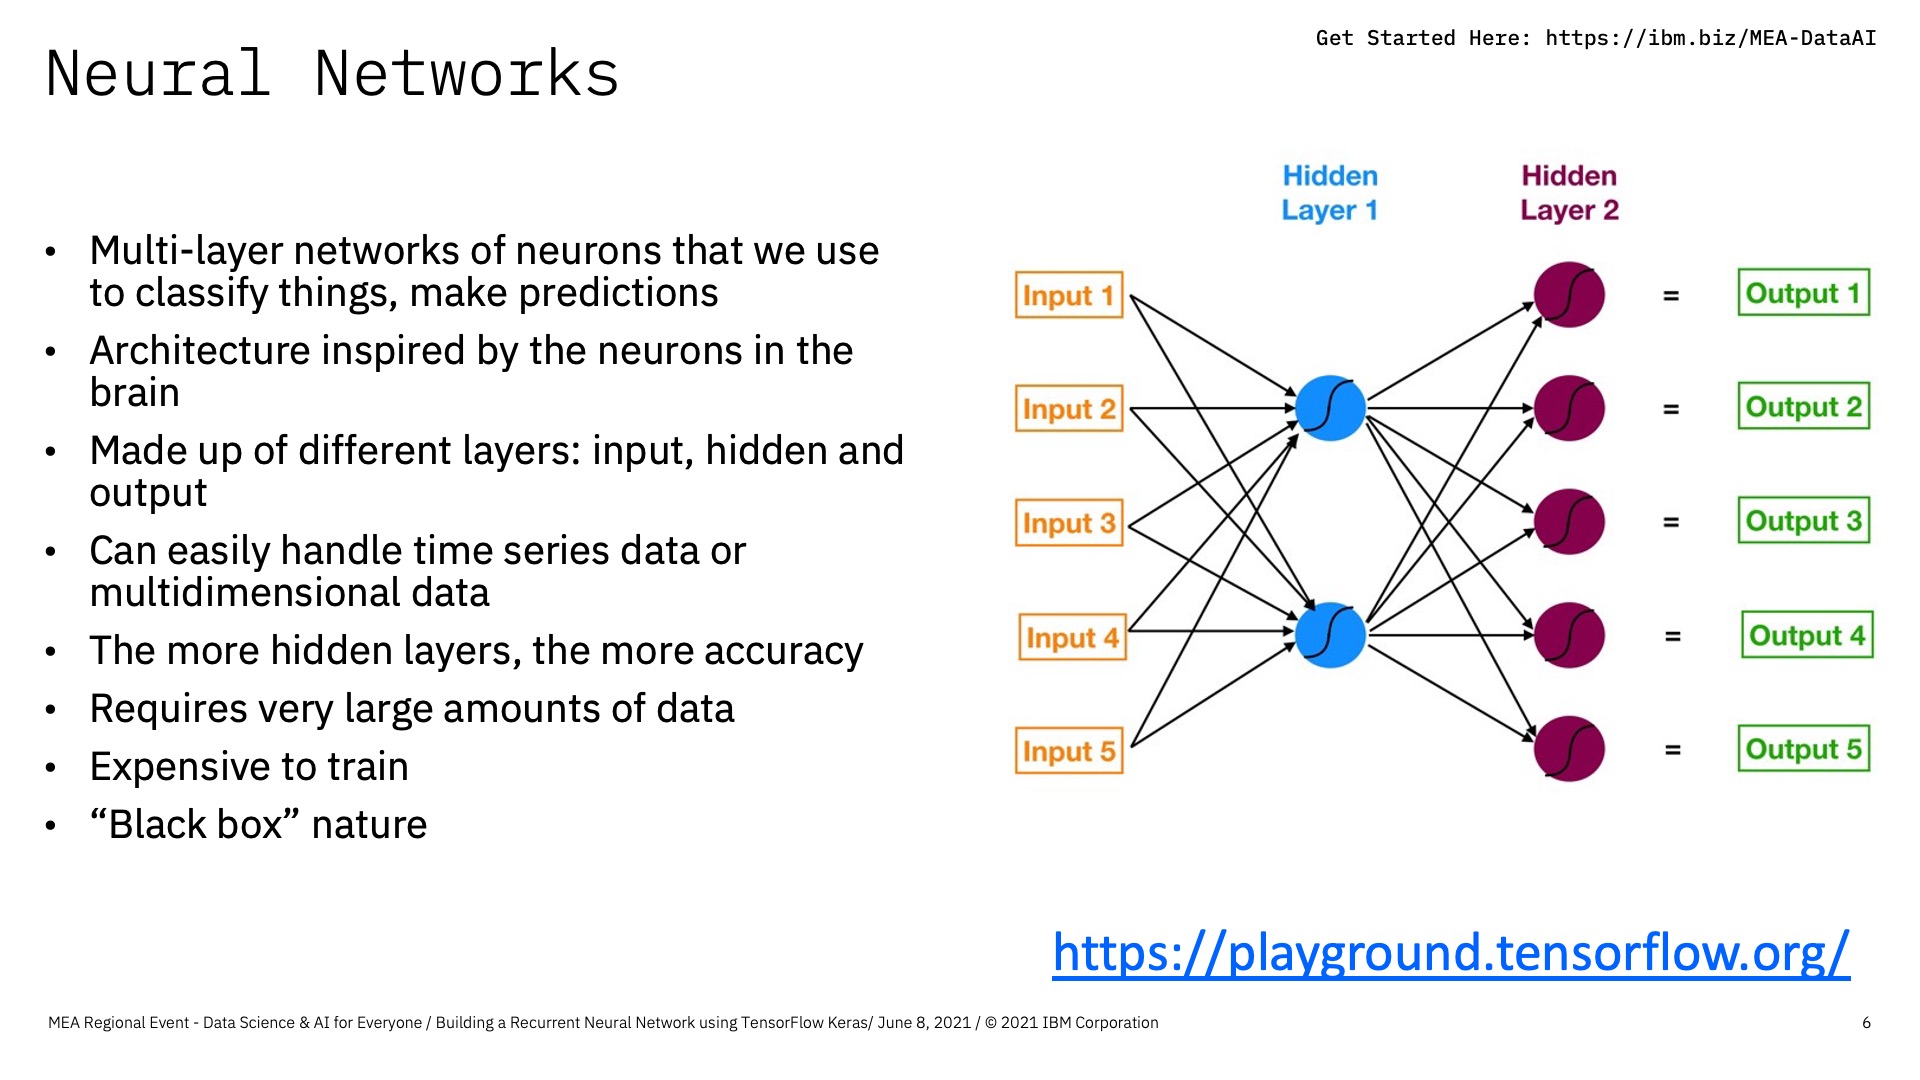 Get Started Here: https://ibm.biz/MEA-DataAI
Neural Networks
• Multi-layer networks of neurons that we use
to classify things, make predictions
• Architecture inspired by the neurons in the
brain
• Made up of different layers: input, hidden and
output
• Can easily handle time series data or
multidimensional data
• The more hidden layers, the more accuracy
• Requires very large amounts of data
• Expensive to train
• “Black box” nature
Hidden
Layer 1
Hidden
Layer 2
Input 1
= Output 1
Input 2
= Output 2
Input 3
= Output 3
Input 4
= Output 4
Input 5
= Output 5
https://playground.tensorflow.org/
MEA Regional Event - Data Science & AI for Everyone / Building a Recurrent Neural Network using TensorFlow Keras/ June 8, 2021 / © 2021 IBM Corporation
6